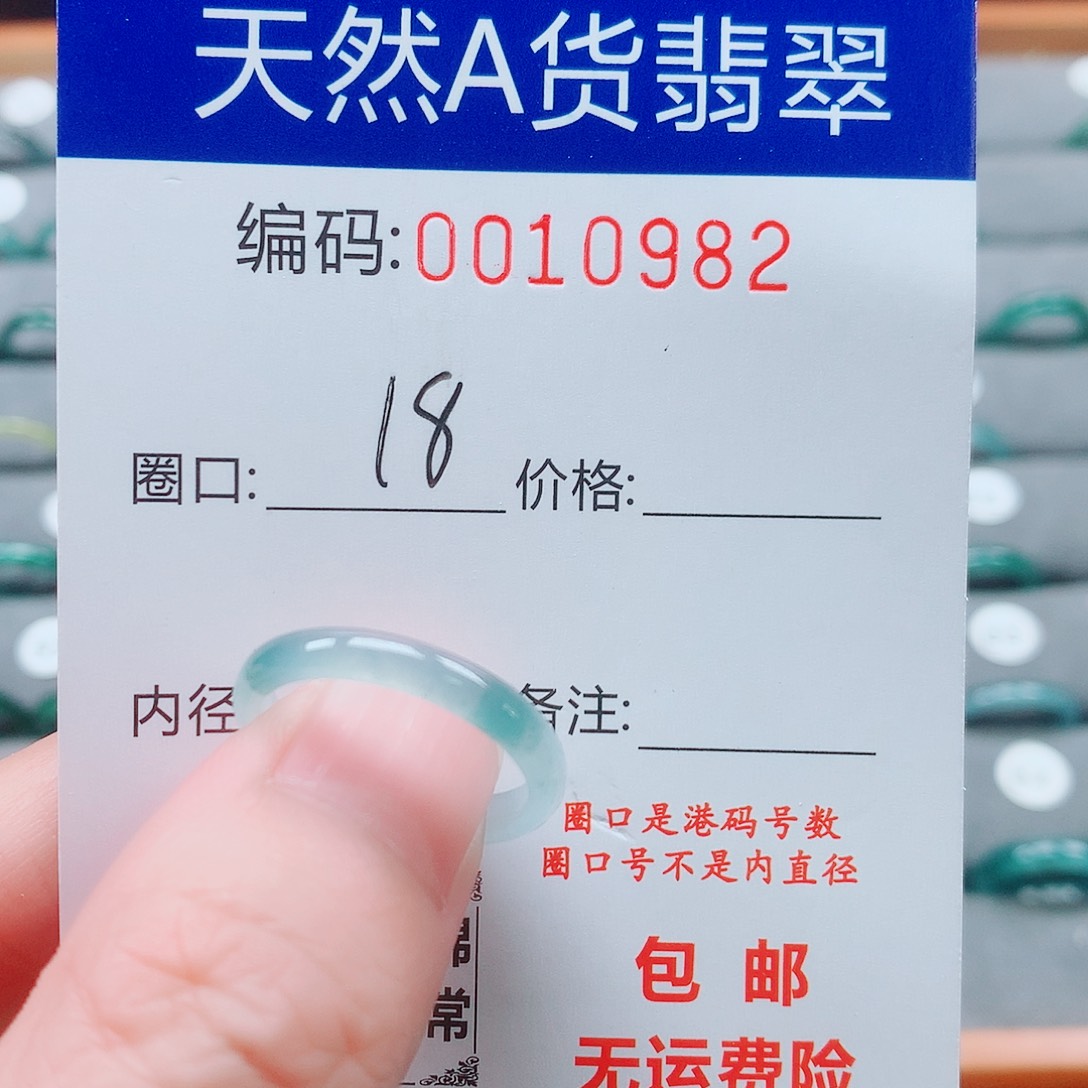 天然A货翡翠
编码:0010982
圈口: 18 价格:
内径 备注:
圈口是港码号数
圈口号不是内直径
包邮
常
无运费险